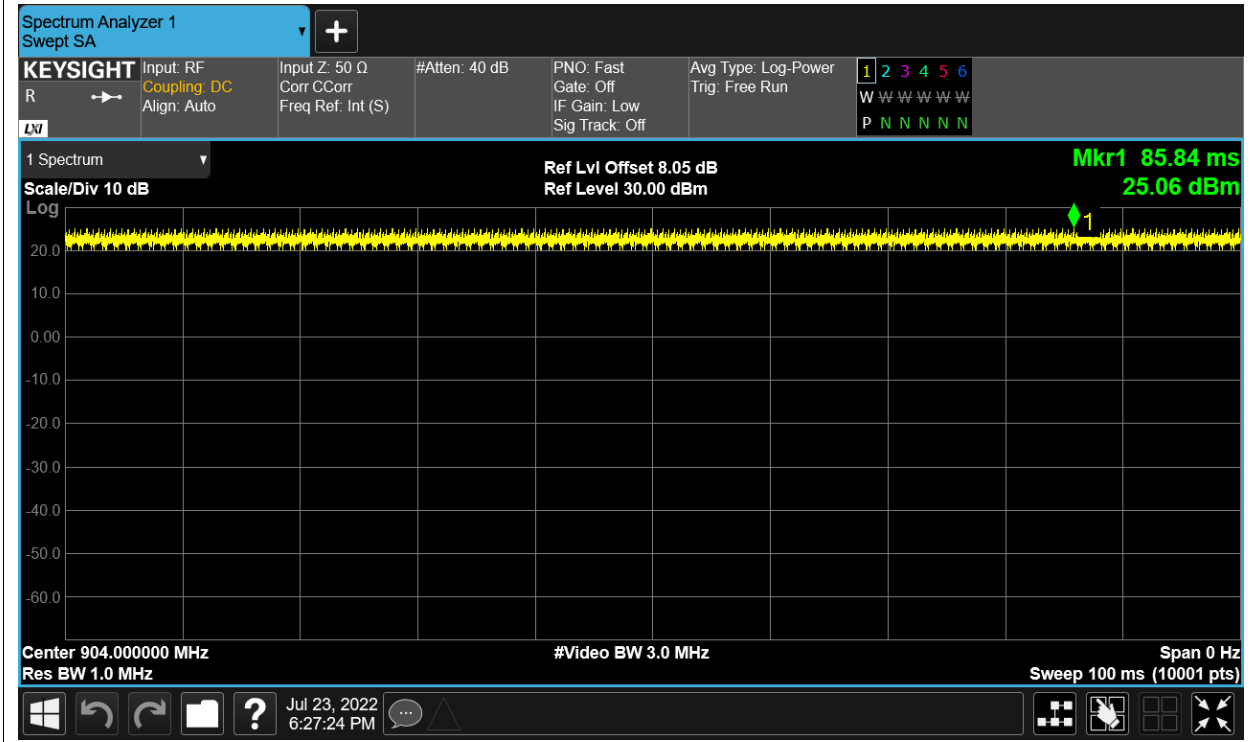 Spectrum Analyzer 1
Swept SA
+
KEYSIGHT
R
LXI
Input: RF
Coupling: DC
Align: Auto
Input Z: 50 Ω
Corr CCorr
Freq Ref: Int (S)
#Atten: 40 dB
PNO: Fast
Gate: Off
IF Gain: Low
Sig Track: Off
Avg Type: Log-Power
Trig: Free Run
1 2 3 4 5 6
W W W W W W
P N N N N N
1 Spectrum
Scale/Div 10 dB
Log
Ref Lvl Offset 8.05 dB
Ref Level 30.00 dBm
Mkr1 85.84 ms
25.06 dBm
1
20.0
10.0
0.00
-10.0
-20.0
-30.0
-40.0
-50.0
-60.0
Center 904.000000 MHz
Res BW 1.0 MHz
#Video BW 3.0 MHz
Span 0 Hz
Sweep 100 ms (10001 pts)
?
Jul 23, 2022
6:27:24 PM